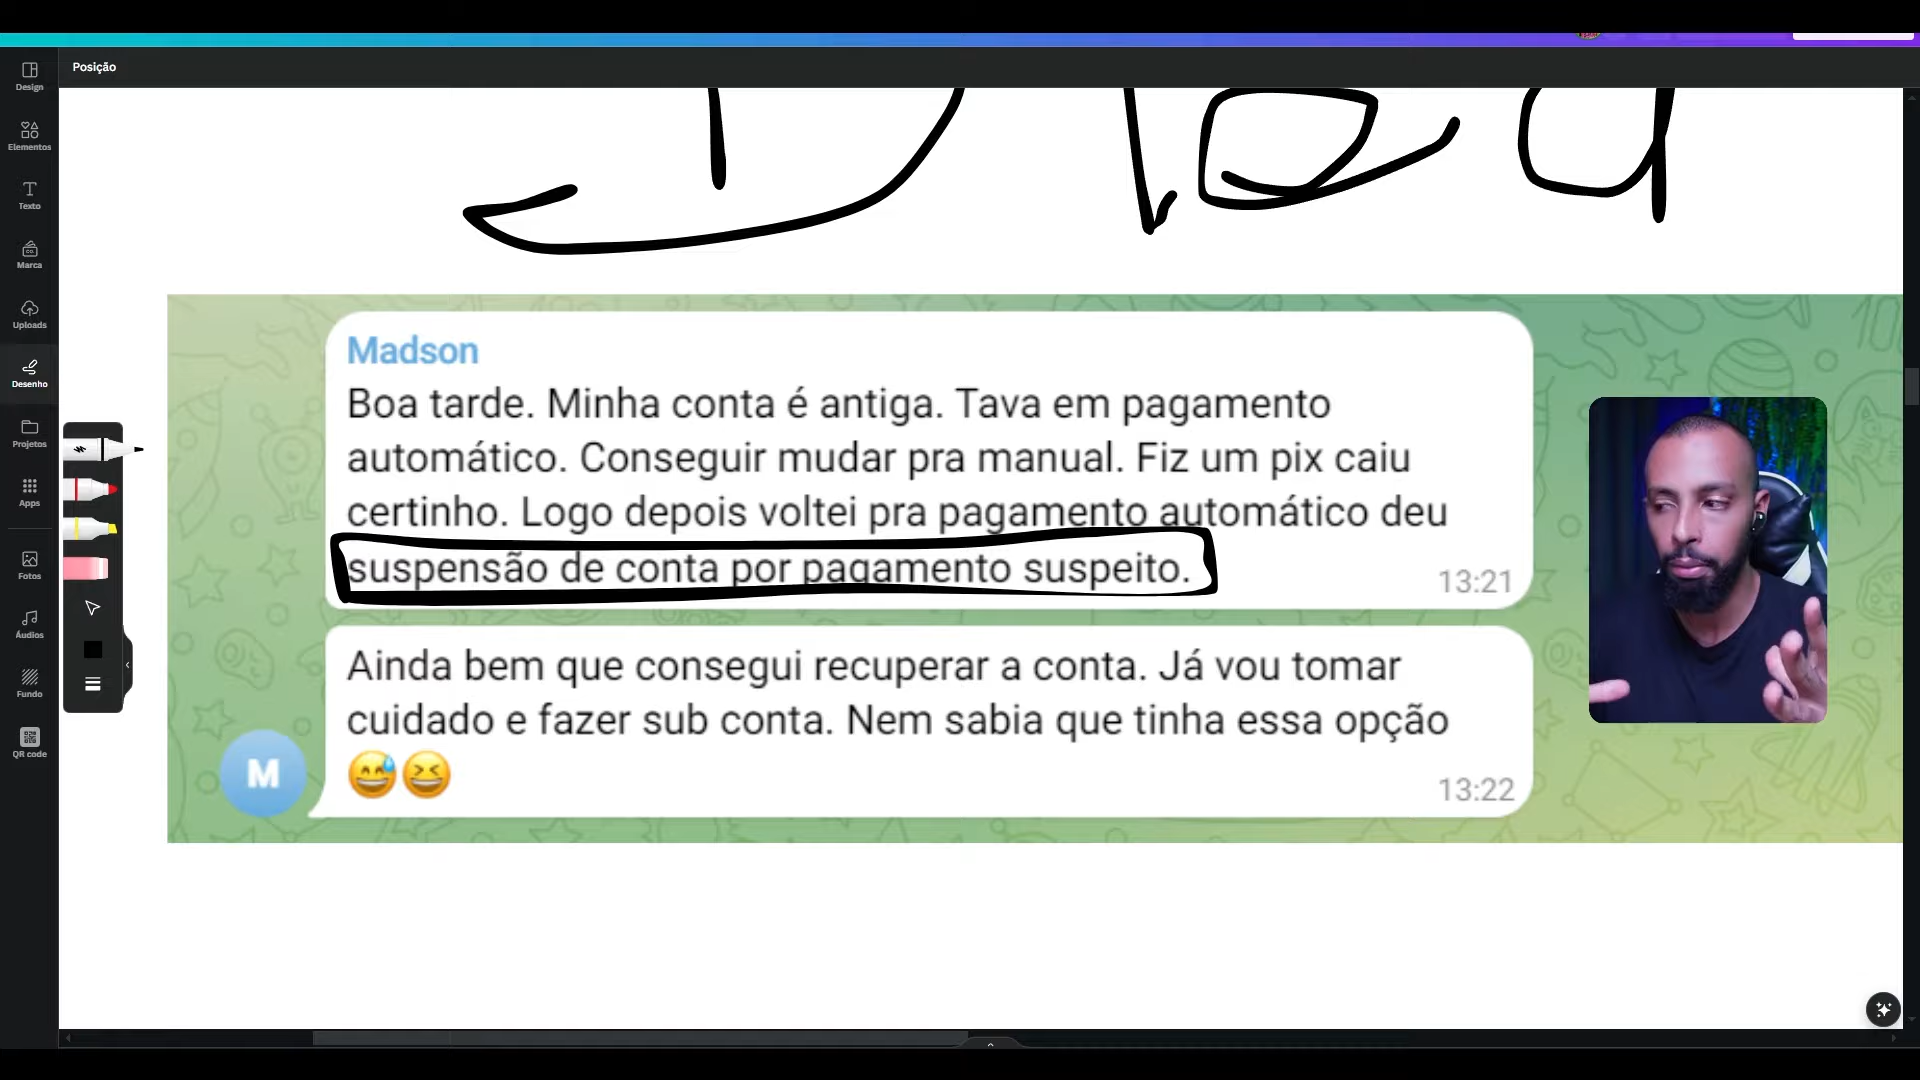 Posição
Design
Elementos
Texto
Marca
Uploads
Desenho
Projetos
Apps
Fotos
Áudios
Fundo
QR code
Madson
Boa tarde. Minha conta é antiga. Tava em pagamento
automático. Conseguir mudar pra manual. Fiz um pix caiu
certinho. Logo depois voltei pra pagamento automático deu
suspensão de conta por pagamento suspeito.
13:21
Ainda bem que consegui recuperar a conta. Já vou tomar
cuidado e fazer sub conta. Nem sabia que tinha essa opção
😅😆
13:22
M